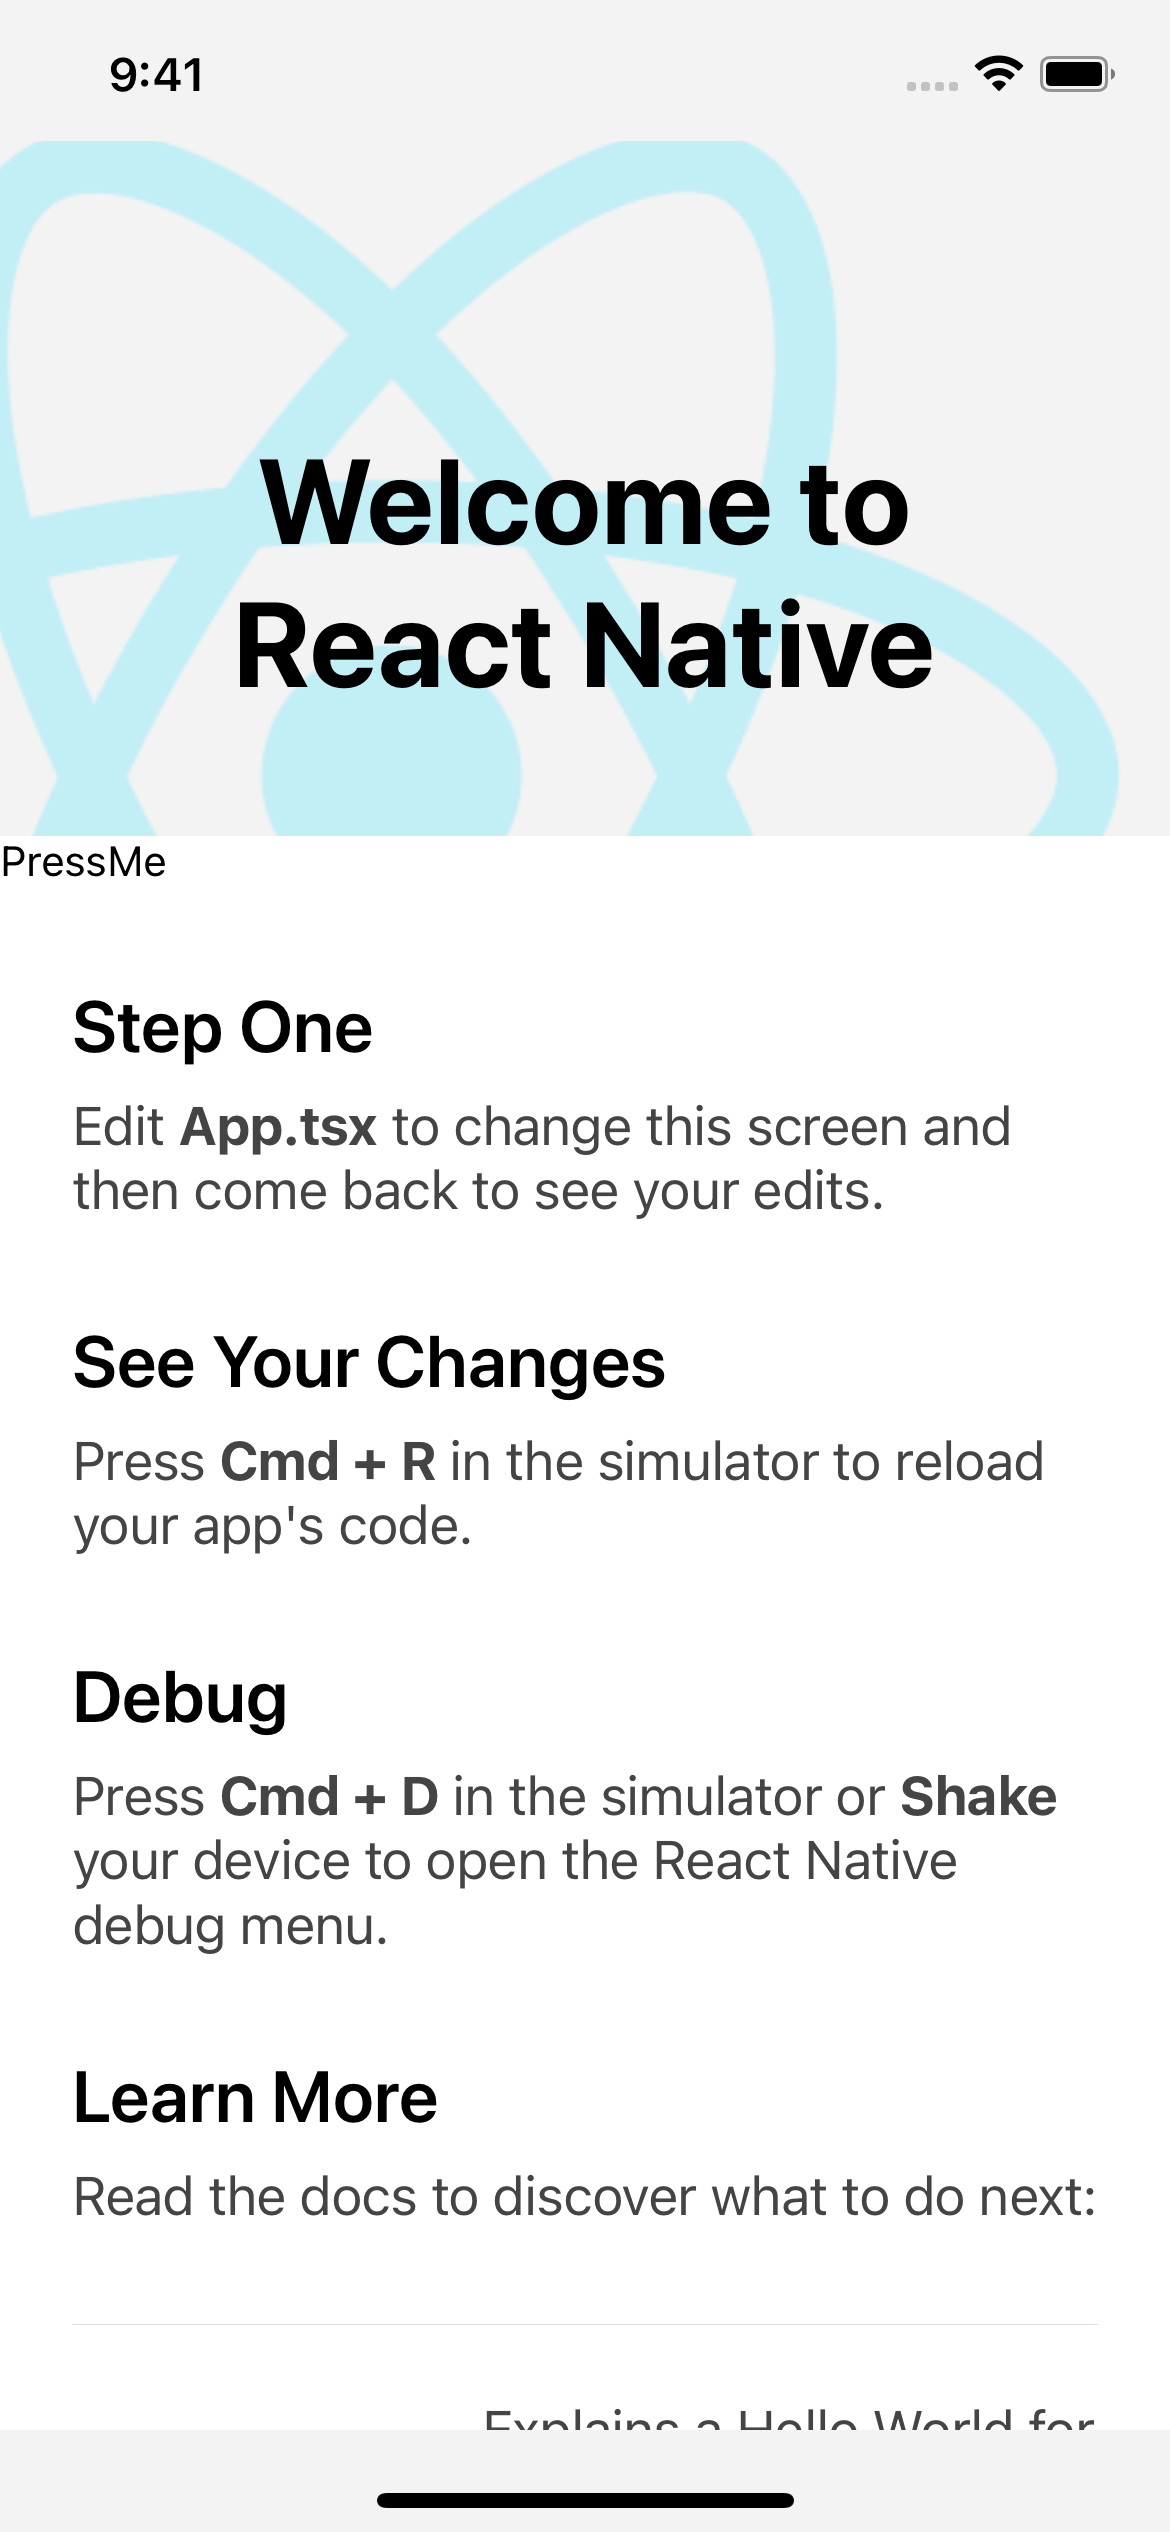 9:41
Welcome to
React Native
PressMe
Step One
Edit App.tsx to change this screen and
then come back to see your edits.
See Your Changes
Press Cmd + R in the simulator to reload
your app's code.
Debug
Press Cmd + D in the simulator or Shake
your device to open the React Native
debug menu.
Learn More
Read the docs to discover what to do next:
Explains a Hello World for